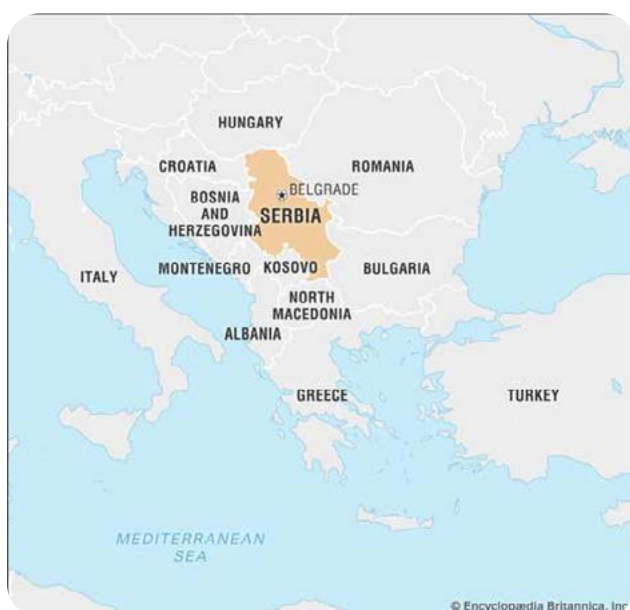 HUNGARY
CROATIA
ROMANIA
BELGRADE
BOSNIA
AND
HERZEGOVINA
SERBIA
MONTENEGRO
KOSOVO
BULGARIA
ITALY
NORTH
MACEDONIA
ALBANIA
GREECE
TURKEY
MEDITERRANEAN
SEA
© Encyclopædia Britannica, Inc